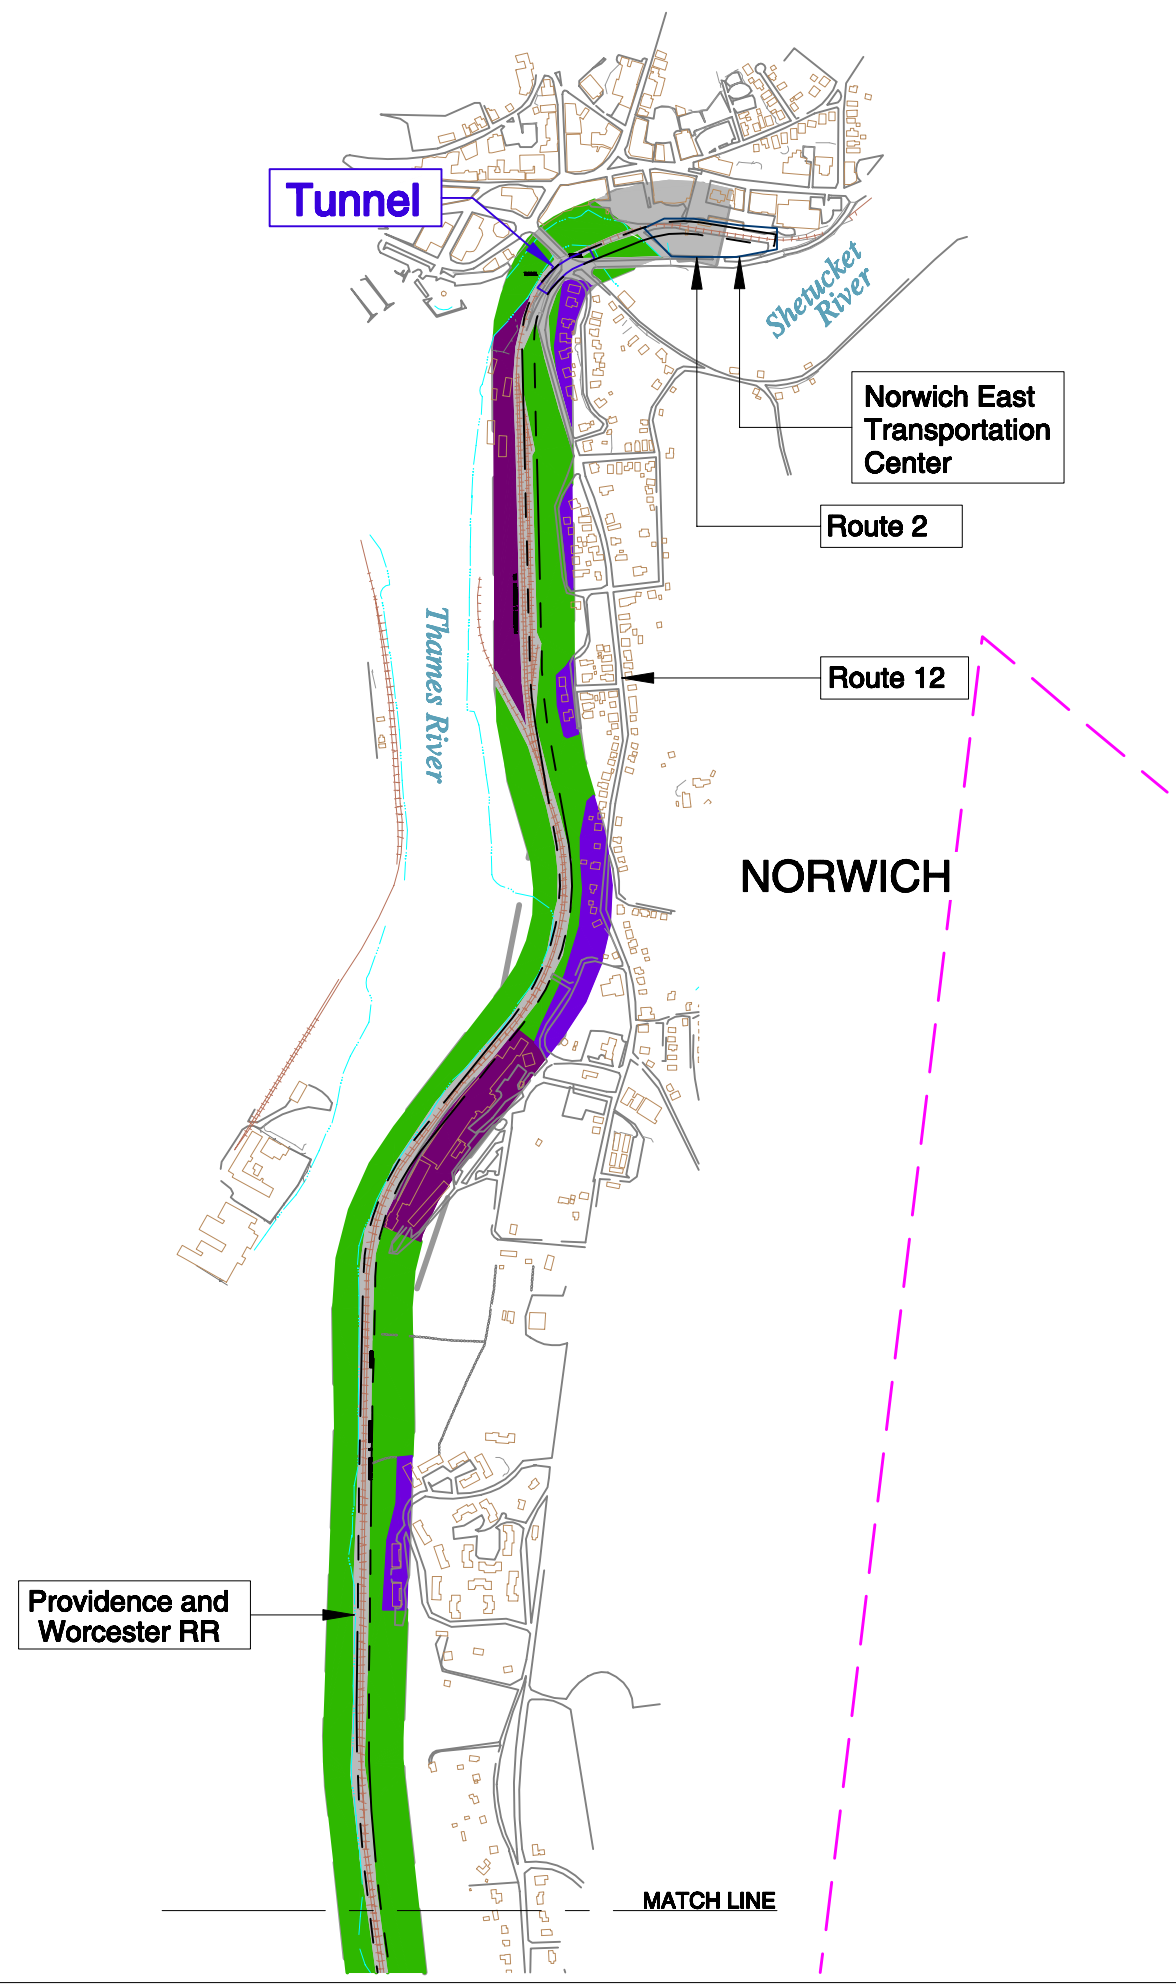 Tunnel
Shetucket
River
Norwich East
Transportation
Center
Route 2
Thames River
Route 12
NORWICH
Providence and
Worcester RR
MATCH LINE